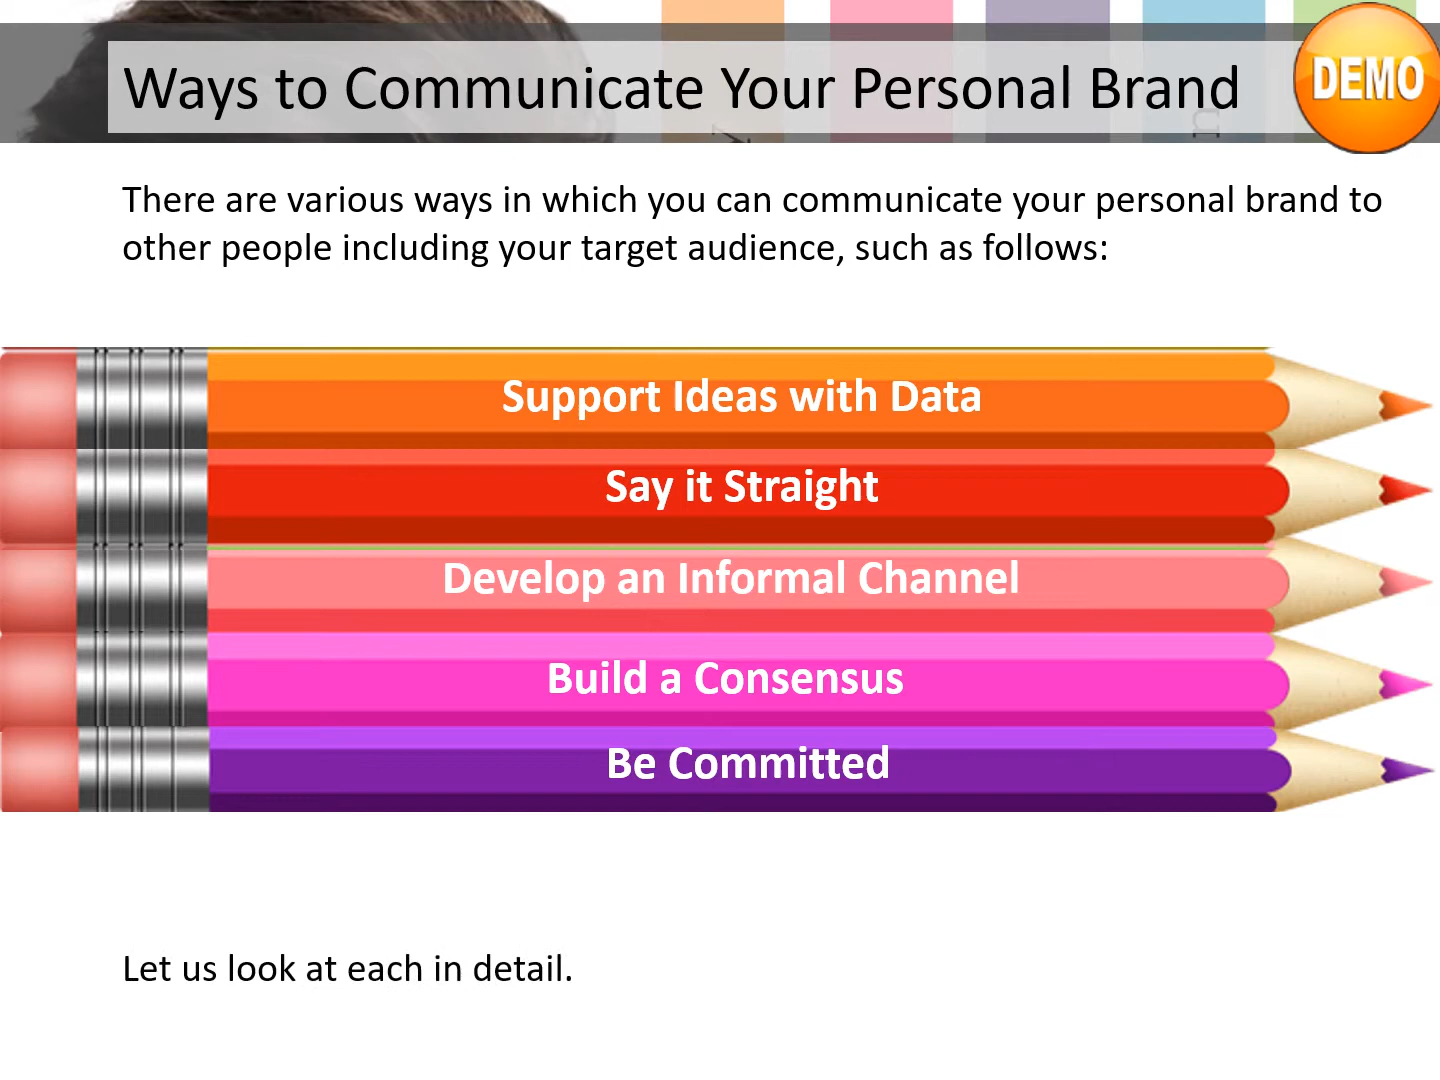 Ways to Communicate Your Personal Brand
DEMO
There are various ways in which you can communicate your personal brand to
other people including your target audience, such as follows:
Support Ideas with Data
Say it Straight
Develop an Informal Channel
Build a Consensus
Be Committed
Let us look at each in detail.